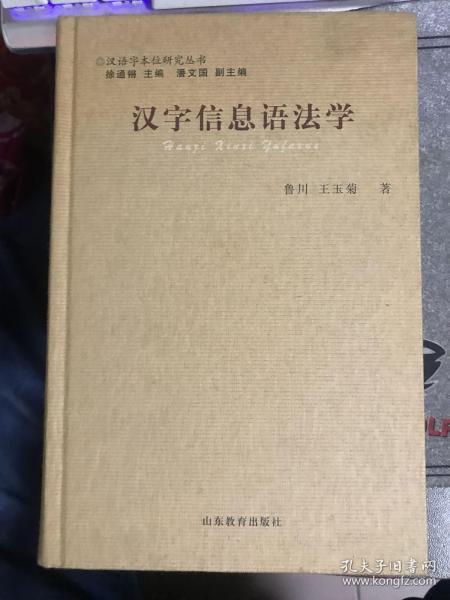 ◎汉语字本位研究丛书
徐通锵 主编 潘文国 副主编
汉字信息语法学
Hanzi Xinxi Yufaxue
鲁川 王玉菊 著
山东教育出版社
孔夫子旧书网
www.kongfz.com